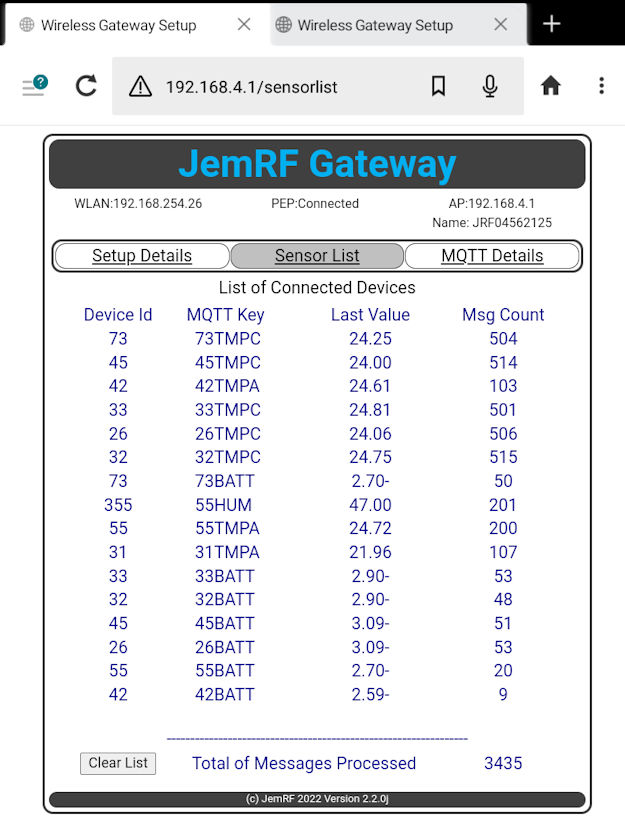 Wireless Gateway Setup Wireless Gateway Setup
? 192.168.4.1/sensorlist
JemRF Gateway
WLAN:192.168.254.26 PEP:Connected AP:192.168.4.1
Name: JRF04562125
Setup Details Sensor List MQTT Details
List of Connected Devices
Device Id MQTT Key Last Value Msg Count
73 73TMPC 24.25 504
45 45TMPC 24.00 514
42 42TMPA 24.61 103
33 33TMPC 24.81 501
26 26TMPC 24.06 506
32 32TMPC 24.75 515
73 73BATT 2.70- 50
355 55HUM 47.00 201
55 55TMPA 24.72 200
31 31TMPA 21.96 107
33 33BATT 2.90- 53
32 32BATT 2.90- 48
45 45BATT 3.09- 51
26 26BATT 3.09- 53
55 55BATT 2.70- 20
42 42BATT 2.59- 9
Clear List Total of Messages Processed 3435
(c) JemRF 2022 Version 2.2.0j